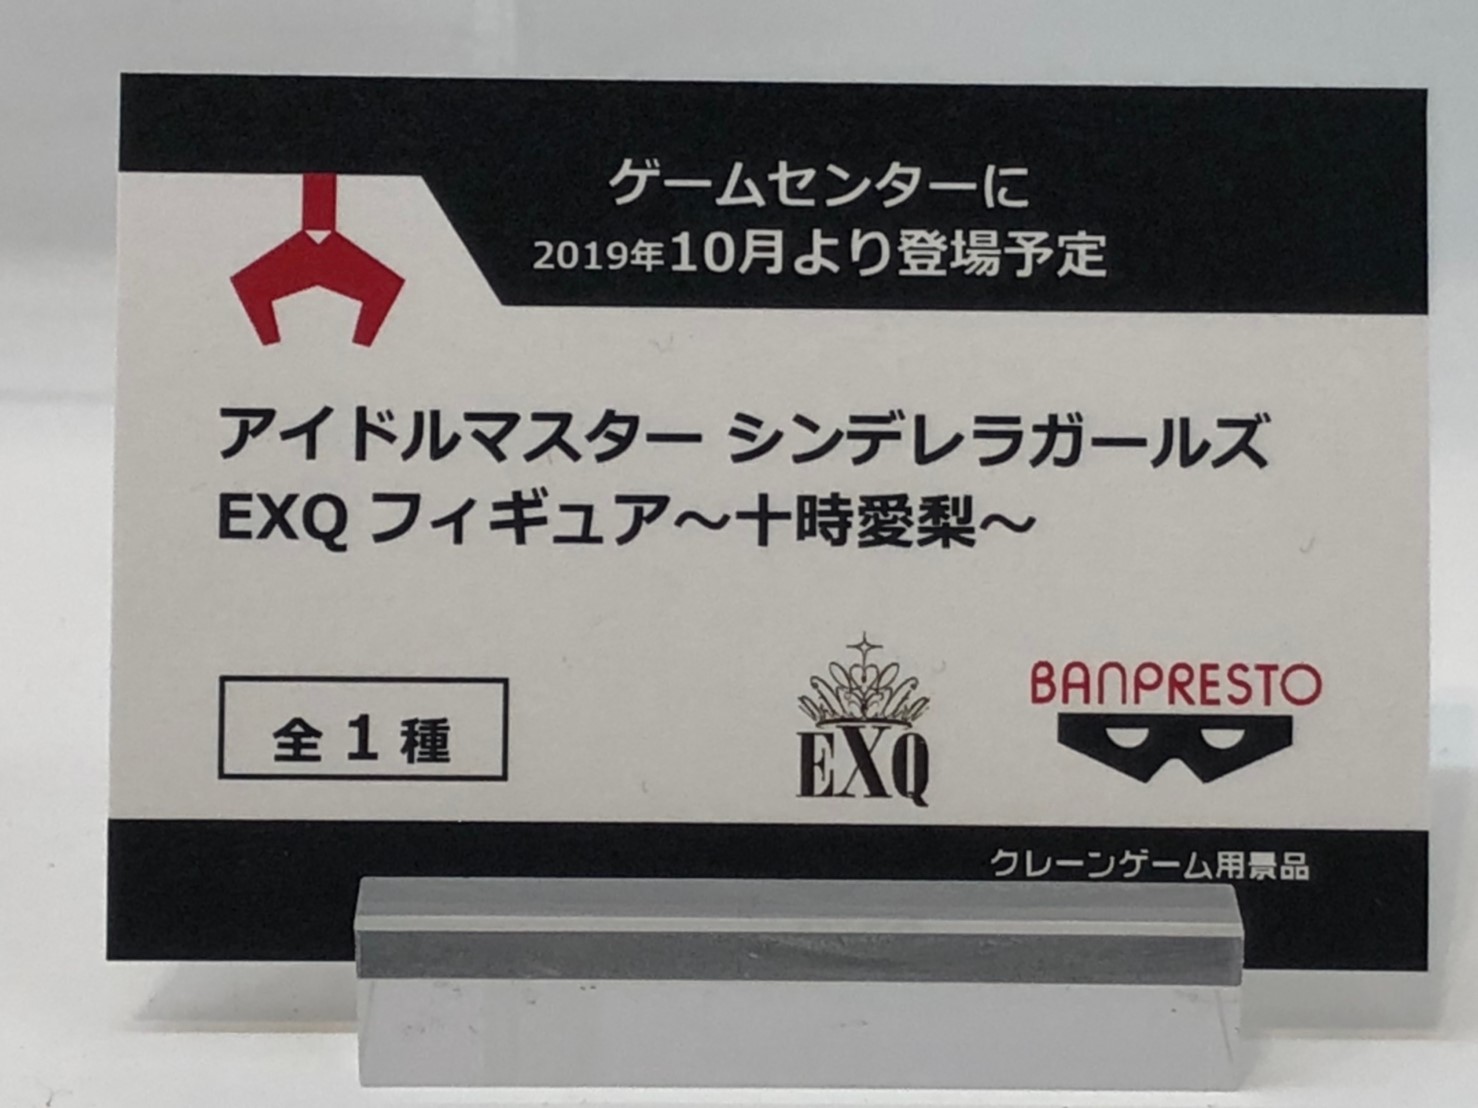 ゲームセンターに
2019年10月より登場予定
アイドルマスター シンデレラガールズ
EXQ フィギュア～十時愛梨～
全 1 種
EXQ
BANPRESTO
クレーンゲーム用景品